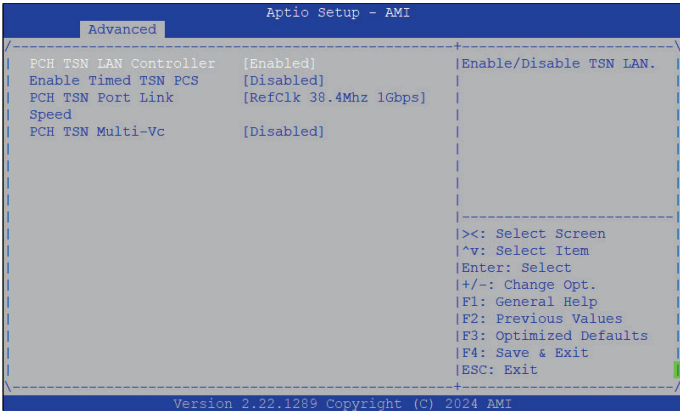 Aptio Setup - AMI
Advanced
/----------------------------------------------------+------------------------\
| PCH TSN LAN Controller [Enabled] |Enable/Disable TSN LAN. |
| Enable Timed TSN PCS [Disabled] | |
| PCH TSN Port Link [RefClk 38.4Mhz 1Gbps] | |
| Speed | |
| PCH TSN Multi-Vc [Disabled] | |
|------------------------|
|><: Select Screen |
|^v: Select Item |
|Enter: Select |
|+/-: Change Opt. |
|F1: General Help |
|F2: Previous Values |
|F3: Optimized Defaults |
|F4: Save & Exit |
|ESC: Exit |
\----------------------------------------------------+------------------------/
Version 2.22.1289 Copyright (C) 2024 AMI